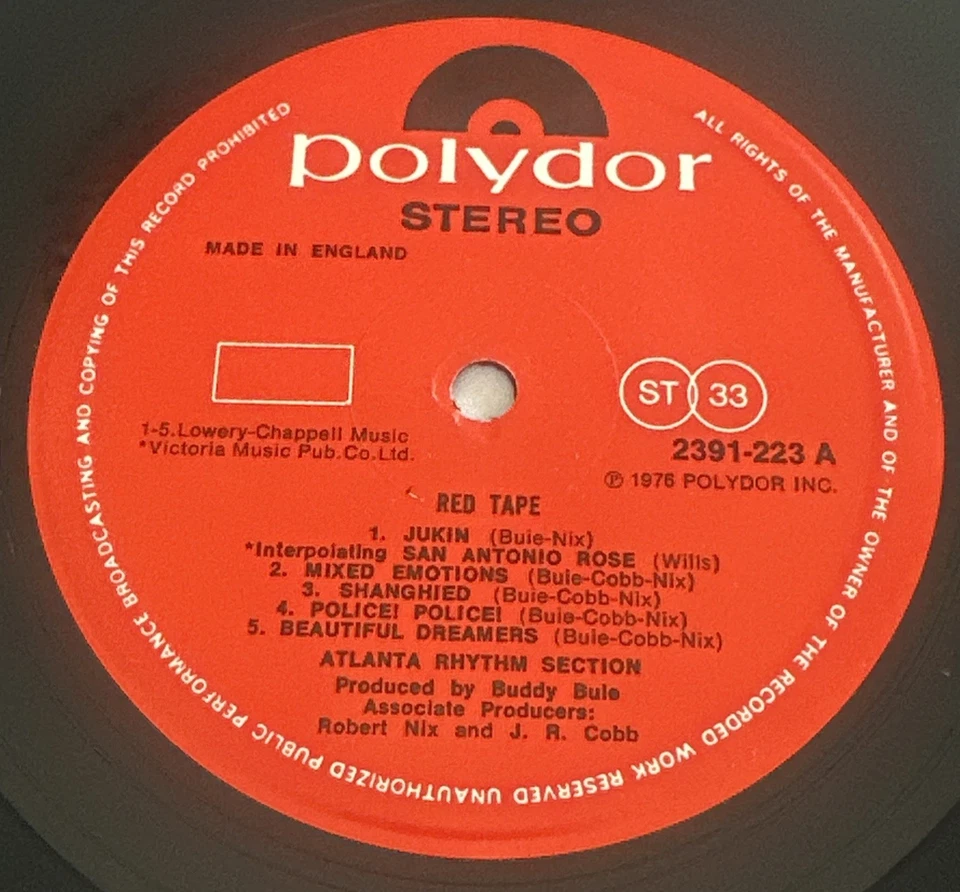 polydor
STEREO
MADE IN ENGLAND
ST 33
1-5.Lowery-Chappell Music
*Victoria Music Pub.Co.Ltd.
2391-223 A
℗ 1976 POLYDOR INC.
RED TAPE
1. JUKIN (Buie-Nix)
*Interpolating SAN ANTONIO ROSE (Wills)
2. MIXED EMOTIONS (Buie-Cobb-Nix)
3. SHANGHIED (Buie-Cobb-Nix)
4. POLICE! POLICE! (Buie-Cobb-Nix)
5. BEAUTIFUL DREAMERS (Buie-Cobb-Nix)
ATLANTA RHYTHM SECTION
Produced by Buddy Buie
Associate Producers:
Robert Nix and J. R. Cobb
ALL RIGHTS OF THE MANUFACTURER AND OF THE OWNER OF THE RECORDED WORK RESERVED UNAUTHORIZED PUBLIC PERFORMANCE BROADCASTING AND COPYING OF THIS RECORD PROHIBITED